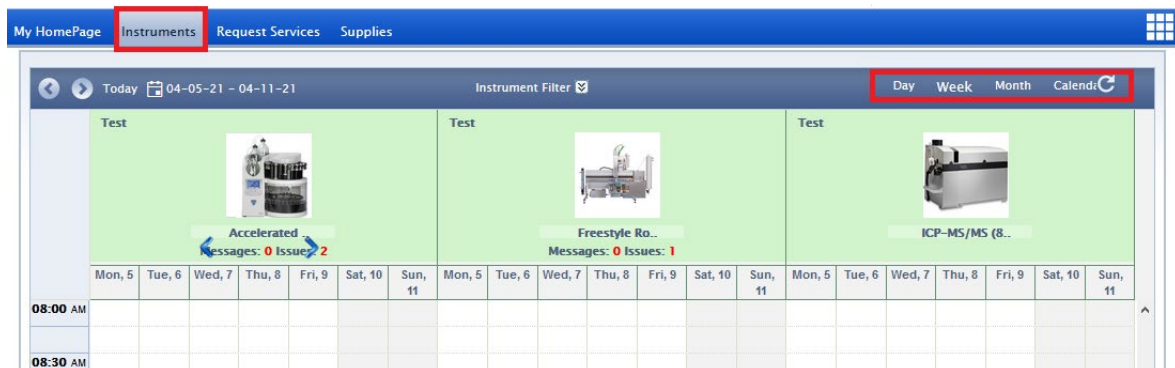 My HomePage Instruments Request Services Supplies
Today 04-05-21 - 04-11-21 Instrument Filter Day Week Month Calenda
Test Test Test
Accelerated .. Freestyle Ro.. ICP-MS/MS (8..
Messages: 0 Issues: 2 Messages: 0 Issues: 1
Mon, 5 Tue, 6 Wed, 7 Thu, 8 Fri, 9 Sat, 10 Sun, 11 Mon, 5 Tue, 6 Wed, 7 Thu, 8 Fri, 9 Sat, 10 Sun, 11 Mon, 5 Tue, 6 Wed, 7 Thu, 8 Fri, 9 Sat, 10 Sun, 11
08:00 AM
08:30 AM